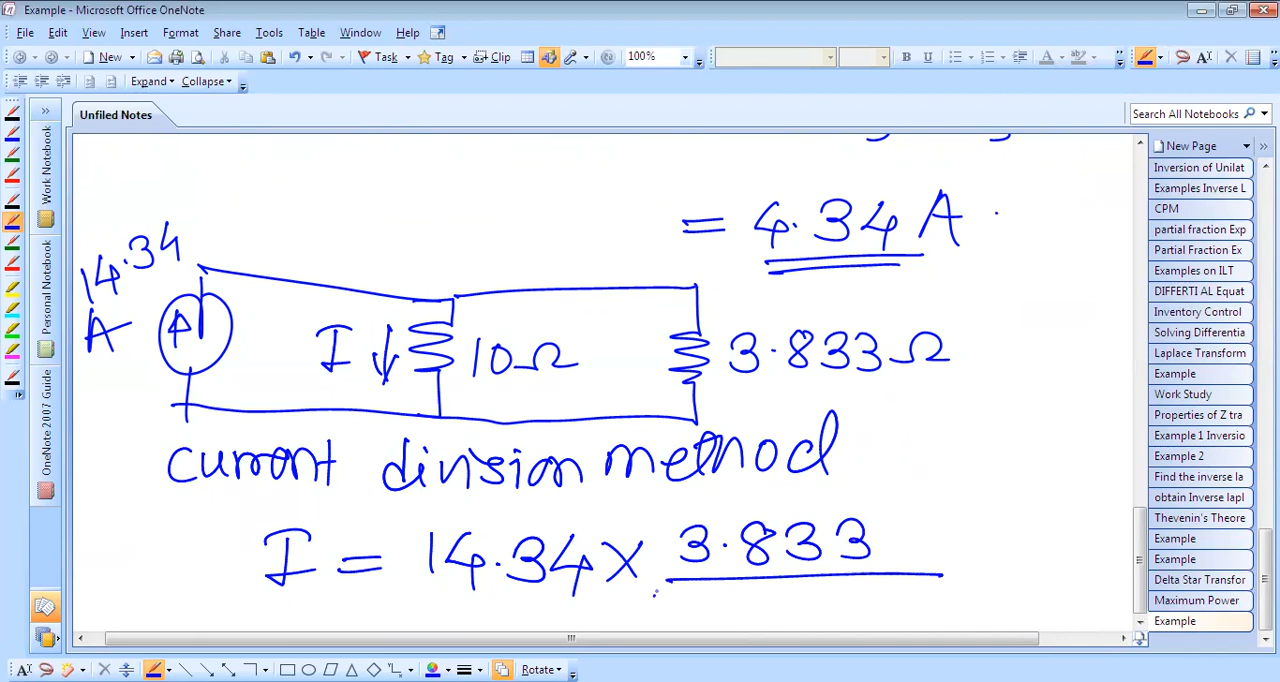 Example - Microsoft Office OneNote
File Edit View Insert Format Share Tools Table Window Help
New Task Tag Clip 100% B U A
Expand Collapse
Unfiled Notes
Search All Notebooks
= 4.34 A
14.34
A
I 10Ω 3.833Ω
current division method
I = 14.34 × 3.833
Work Notebook
Personal Notebook
OneNote 2007 Guide
New Page
Inversion of Unilat
Examples Inverse L
CPM
partial fraction Exp
Partial Fraction Ex
Examples on ILT
DIFFERTI AL Equat
Inventory Control
Solving Differentia
Laplace Transform
Example
Work Study
Properties of Z tra
Example 1 Inversio
Example 2
Find the inverse la
obtain Inverse lapl
Thevenin's Theore
Example
Example
Delta Star Transfor
Maximum Power
Example
Rotate